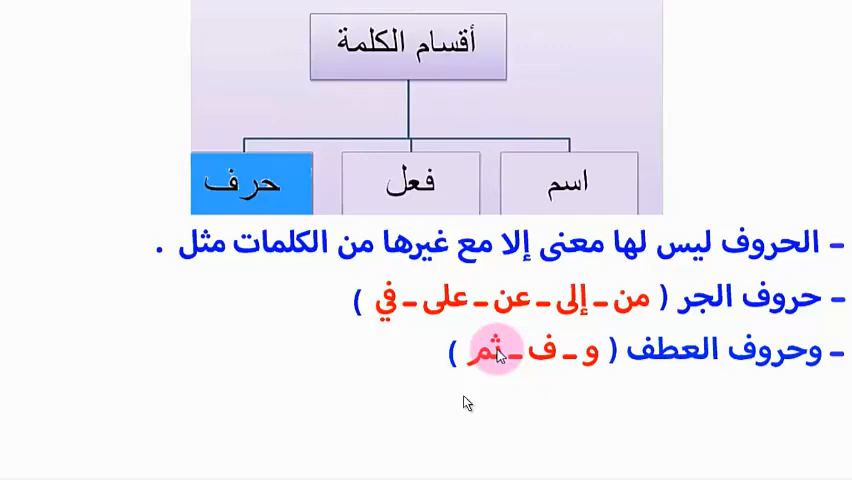 أقسام الكلمة
اسم فعل حرف
- الحروف ليس لها معنى إلا مع غيرها من الكلمات مثل .
- حروف الجر ( من - إلى - عن - على - في )
- وحروف العطف ( و - ف - ثم )